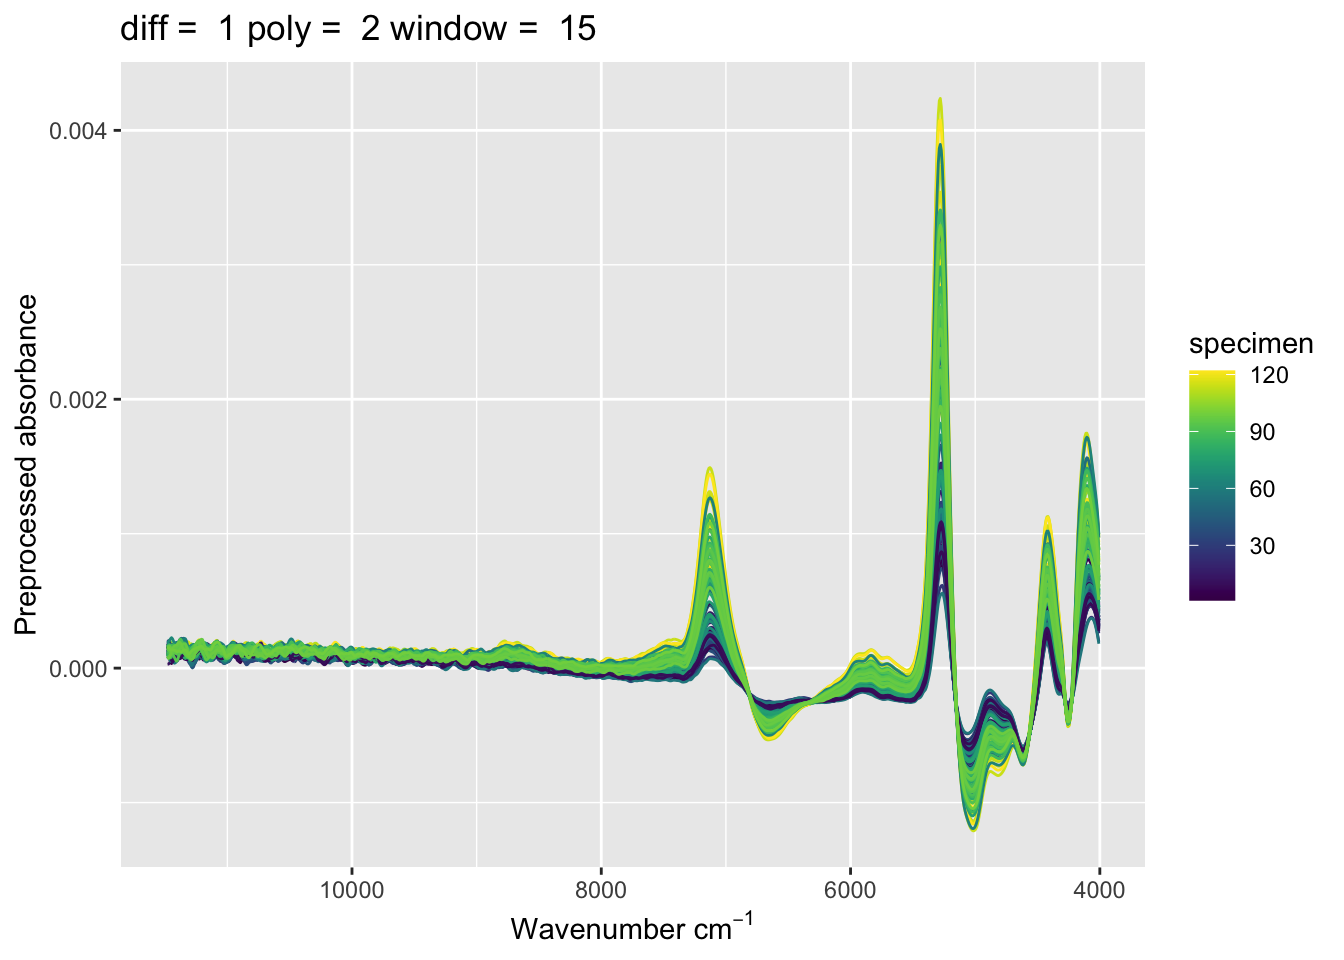 diff =  1 poly =  2 window =  15
Preprocessed absorbance
0.004
0.002
0.000
10000
8000
6000
4000
Wavenumber cm⁻¹
specimen
120
90
60
30